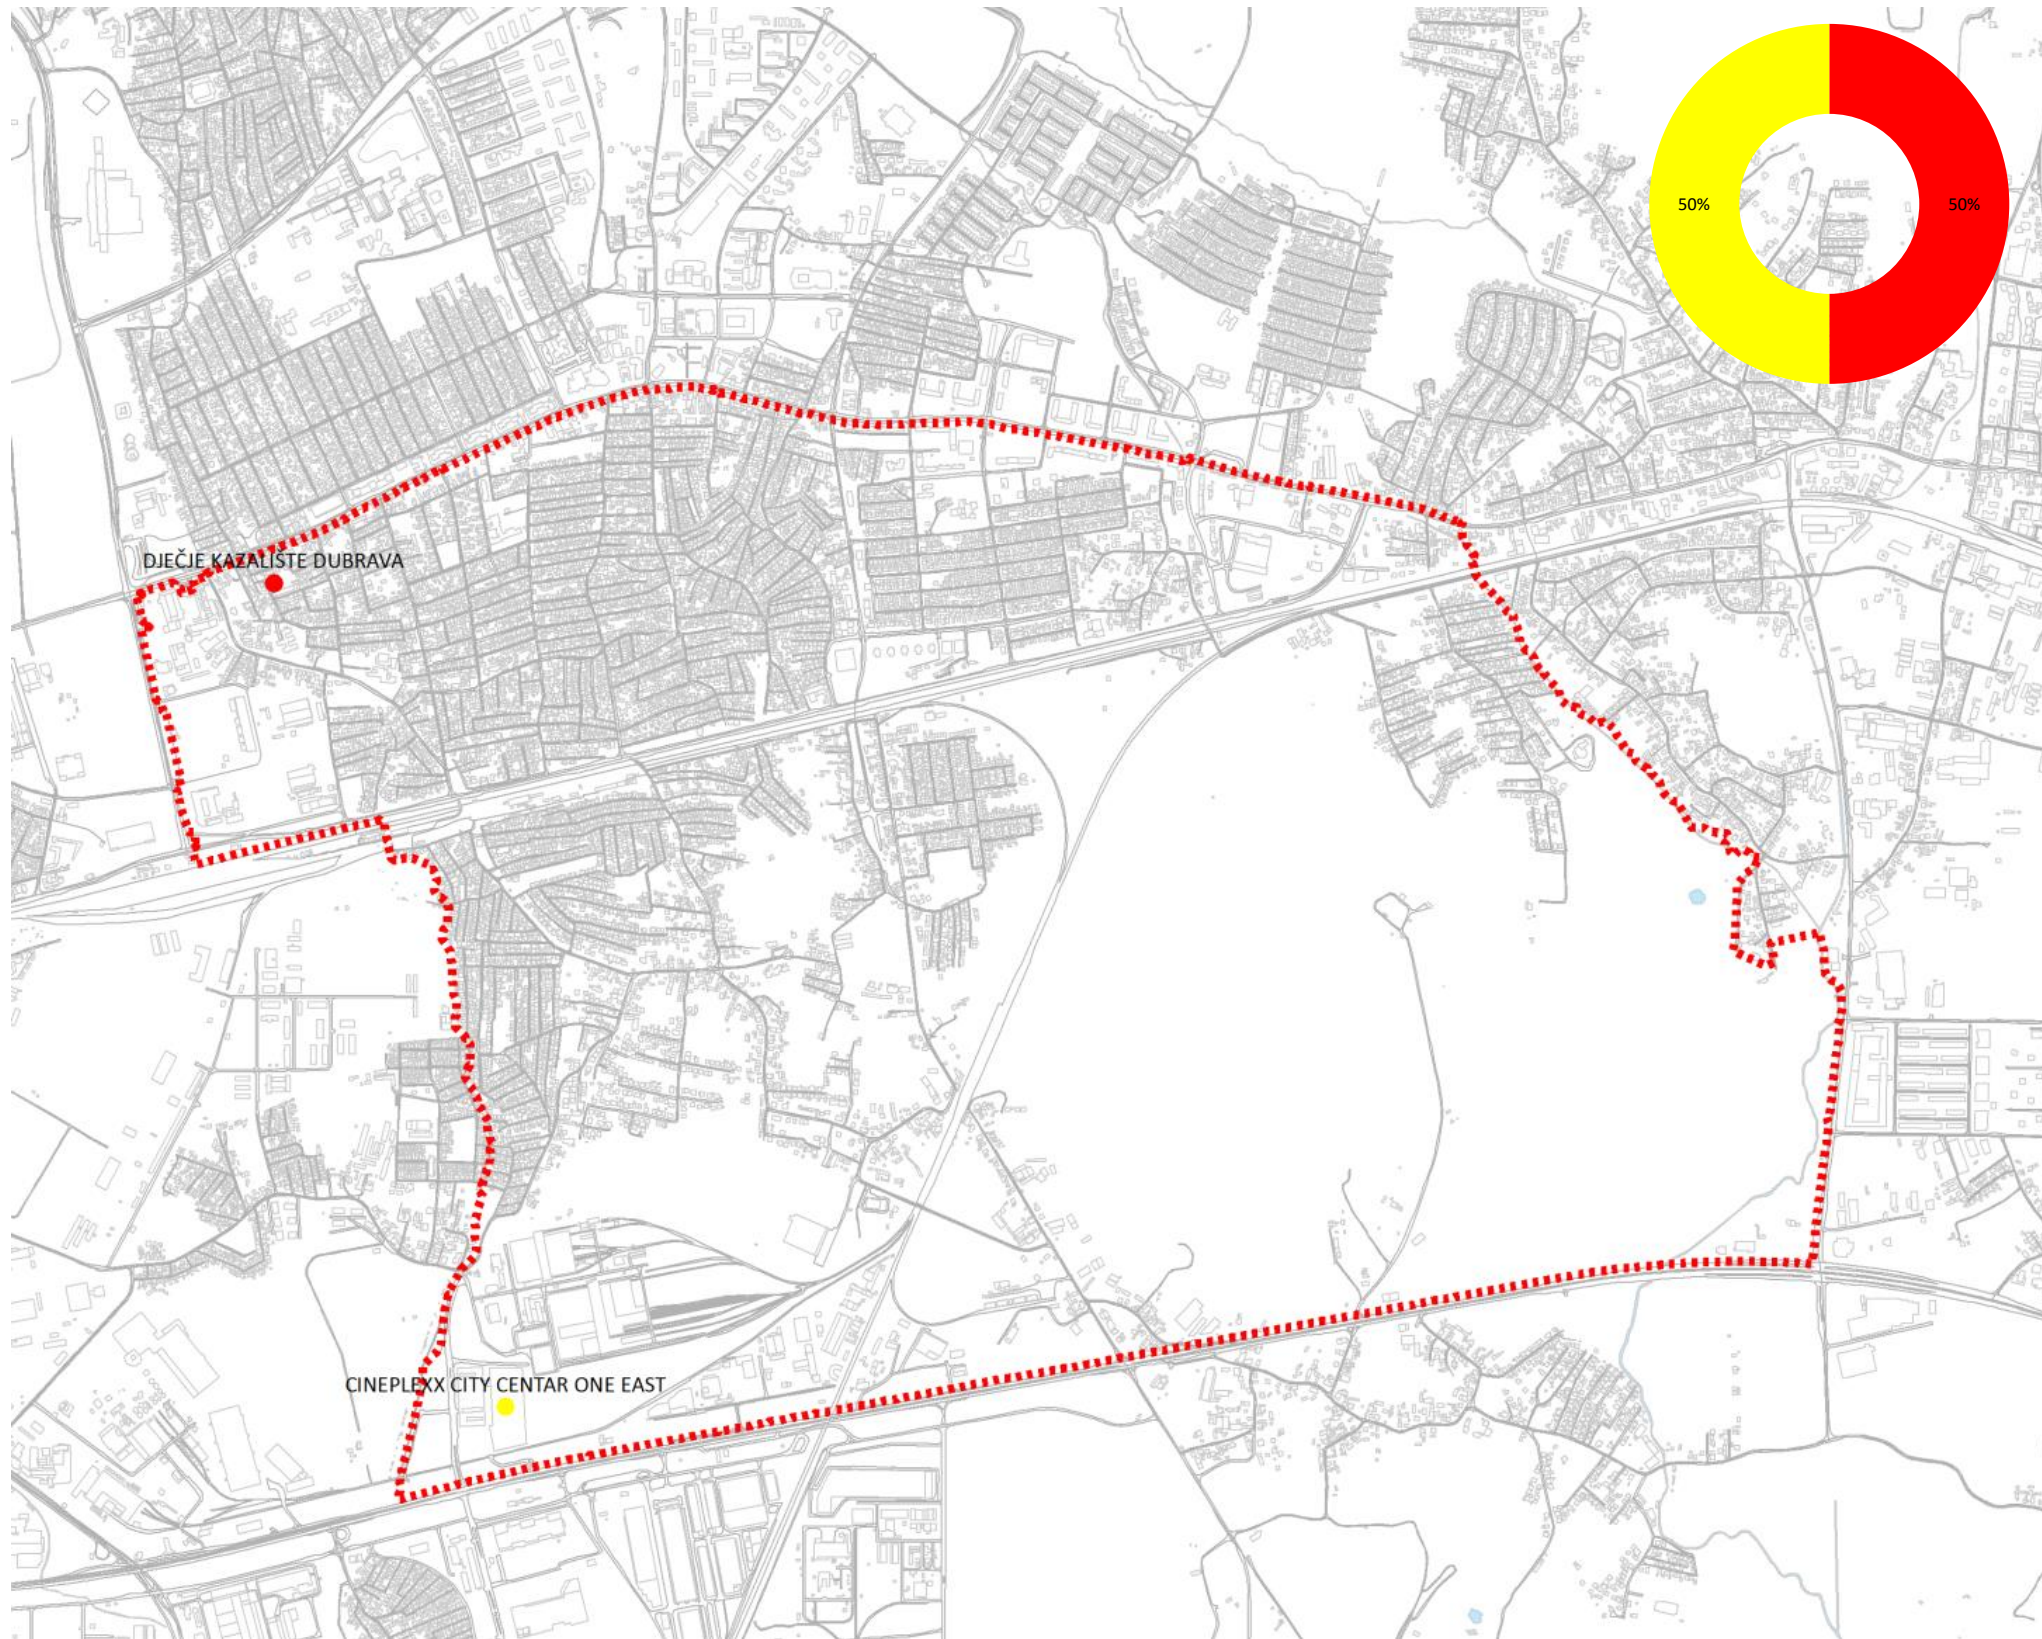 50%
50%
DJEČJE KAZALIŠTE DUBRAVA
CINEPLEXX CITY CENTAR ONE EAST